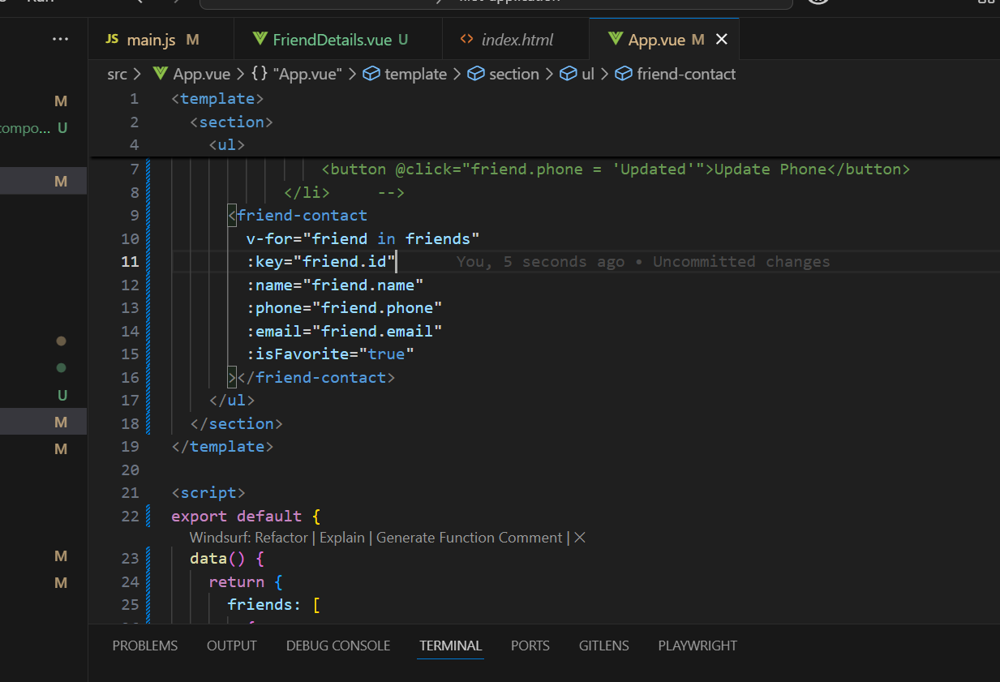 JS main.js M
FriendDetails.vue U
<> index.html
App.vue M
src > App.vue > {} "App.vue" > template > section > ul > friend-contact
M
compo... U
M
U
M
M
M
M
1 <template>
2 <section>
4 <ul>
7 <button @click="friend.phone = 'Updated'">Update Phone</button>
8 </li> -->
9 <friend-contact
10 v-for="friend in friends"
11 :key="friend.id" You, 5 seconds ago • Uncommitted changes
12 :name="friend.name"
13 :phone="friend.phone"
14 :email="friend.email"
15 :isFavorite="true"
16 ></friend-contact>
17 </ul>
18 </section>
19 </template>
20
21 <script>
22 export default {
Windsurf: Refactor | Explain | Generate Function Comment | ×
23 data() {
24 return {
25 friends: [
PROBLEMS OUTPUT DEBUG CONSOLE TERMINAL PORTS GITLENS PLAYWRIGHT